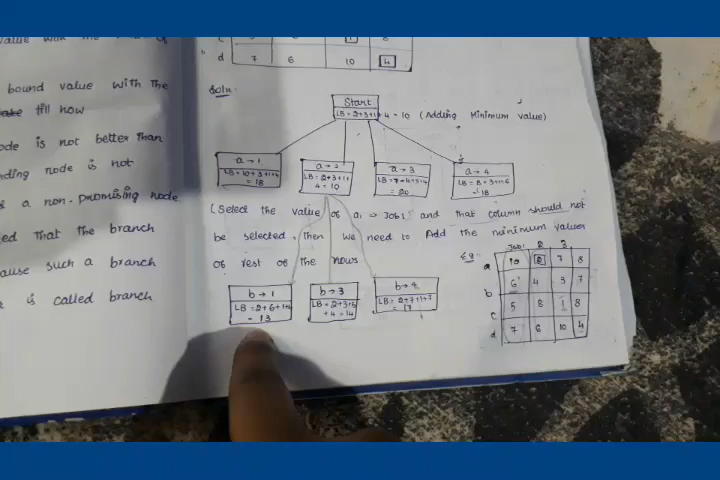 value with the
bound value with the
till now
ode is not better than
nding node is not
s a non-promising node
ed that the branch
ause such a branch
r is called branch
d 7 6 10 4
Soln:
Start
LB = 2+3+1+4 = 10 (Adding Minimum value)
a → 1
LB = 10+3+1+4
= 18
a → 2
LB = 2+3+1+
4 = 10
a → 3
LB = 7+4+5+4
= 20
a → 4
LB = 8+3+1+6
= 18
(Select the value of a, => Job1 and that column should not
be selected, then we need to Add the minimum values
of rest of the rows
Eg:
Job1 2 3
a 10 2 7 8
b 6 4 3 7
c 5 8 1 8
d 7 6 10 4
b → 1
LB = 2+6+1+4
= 13
b → 3
LB = 2+3+5
+4 = 14
b → 4
LB = 2+7+1+7
= 17